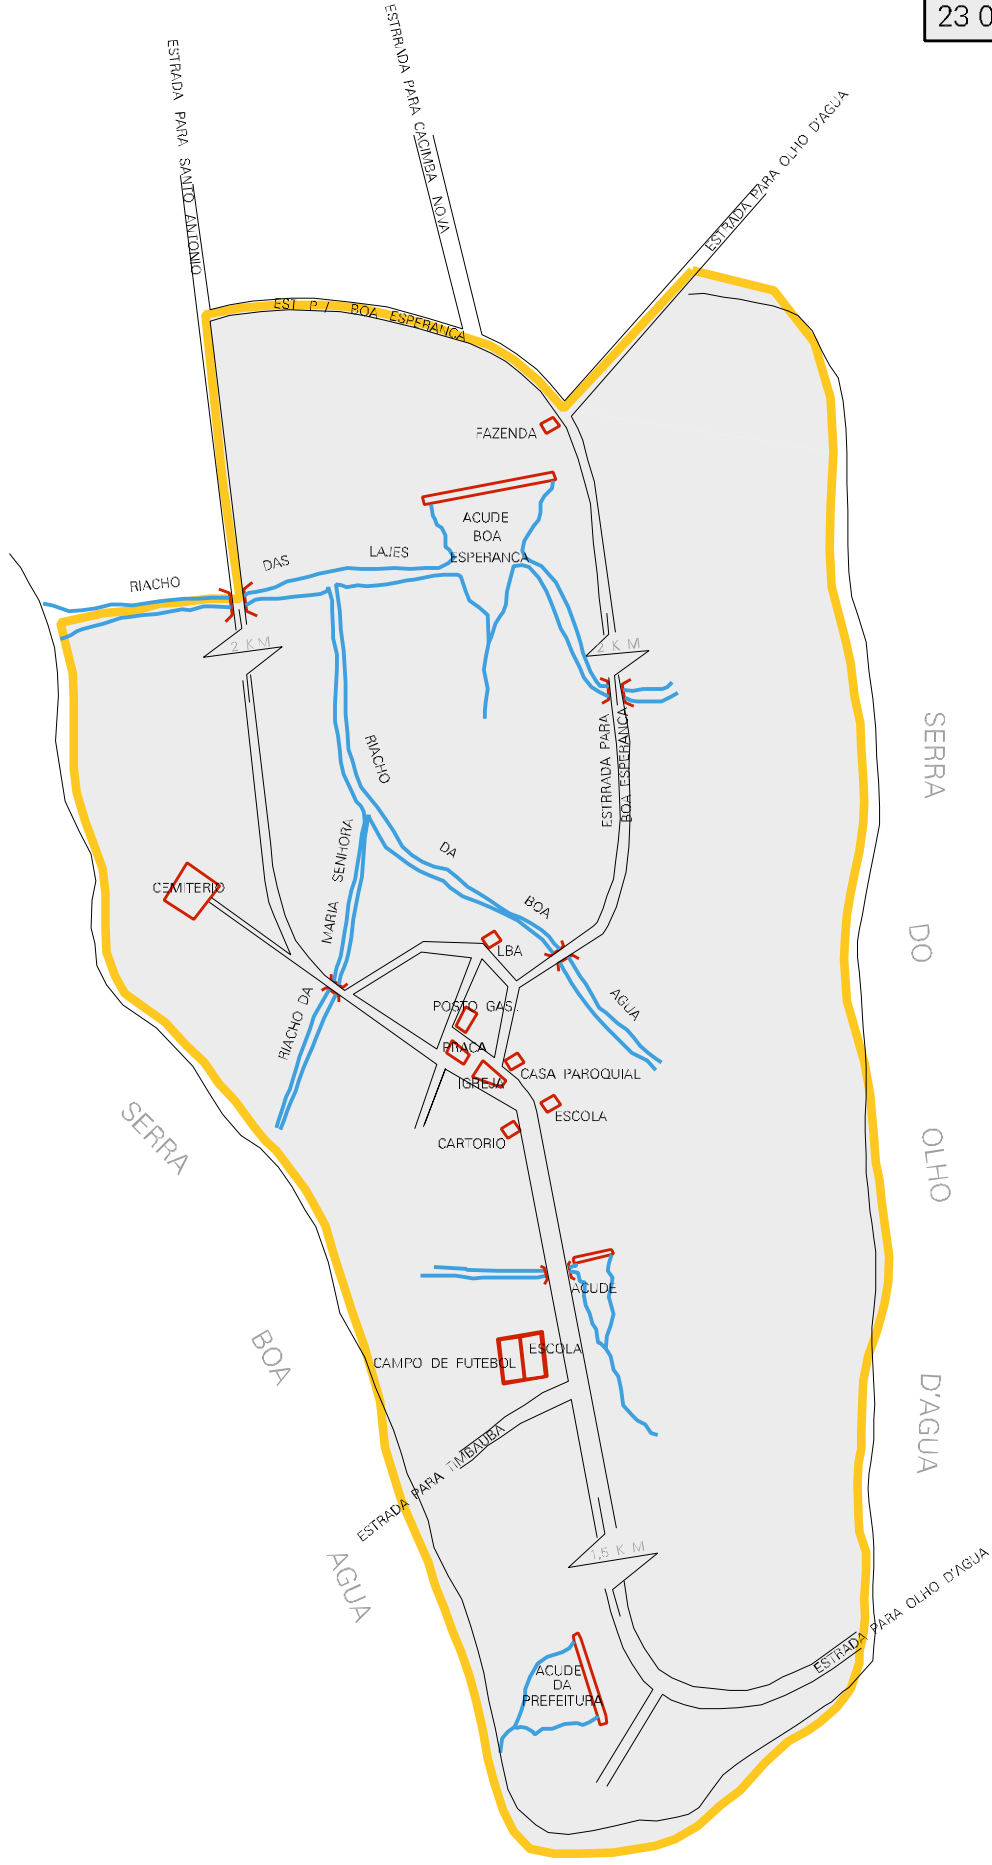 23 0
ESTRADA PARA SANTO ANTONIO
ESTRRADA PARA CACIMBA NOVA
ESTRRADA PARA OLHO D'AGUA
EST P/ BOA ESPERANCA
FAZENDA
ACUDE
BOA
ESPERANCA
RIACHO DAS LAJES
2 KM
2 KM
ESTRRADA PARA
BOA ESPERANCA
RIACHO DA BOA AGUA
RIACHO DA MARIA SENHORA
CEMITERIO
LBA
POSTO GAS.
PRACA
IGREJA
CASA PAROQUIAL
ESCOLA
CARTORIO
SERRA DO OLHO D'AGUA
SERRA BOA AGUA
ACUDE
ESCOLA
CAMPO DE FUTEBOL
ESTRADA PARA TIMBAUBA
1,5 KM
ESTRADA PARA OLHO D'AGUA
ACUDE
DA
PREFEITURA